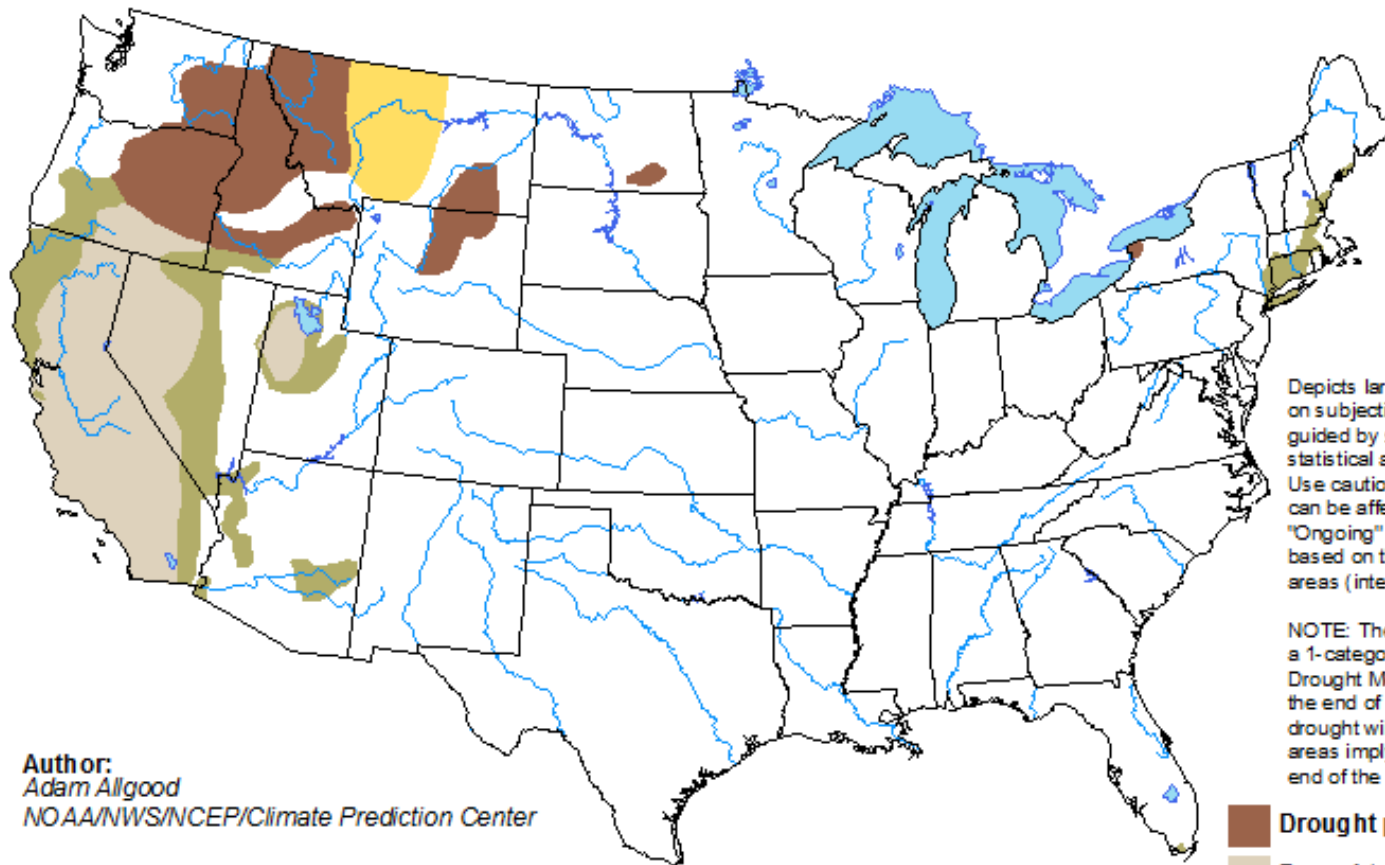 Depicts lar
on subjecti
guided by
statistical a
Use cautio
can be affe
"Ongoing"
based on t
areas (inte
NOTE: The
a 1-catego
Drought M
the end of
drought wi
areas impl
end of the
Author:
Adam Allgood
NOAA/NWS/NCEP/Climate Prediction Center
Drought